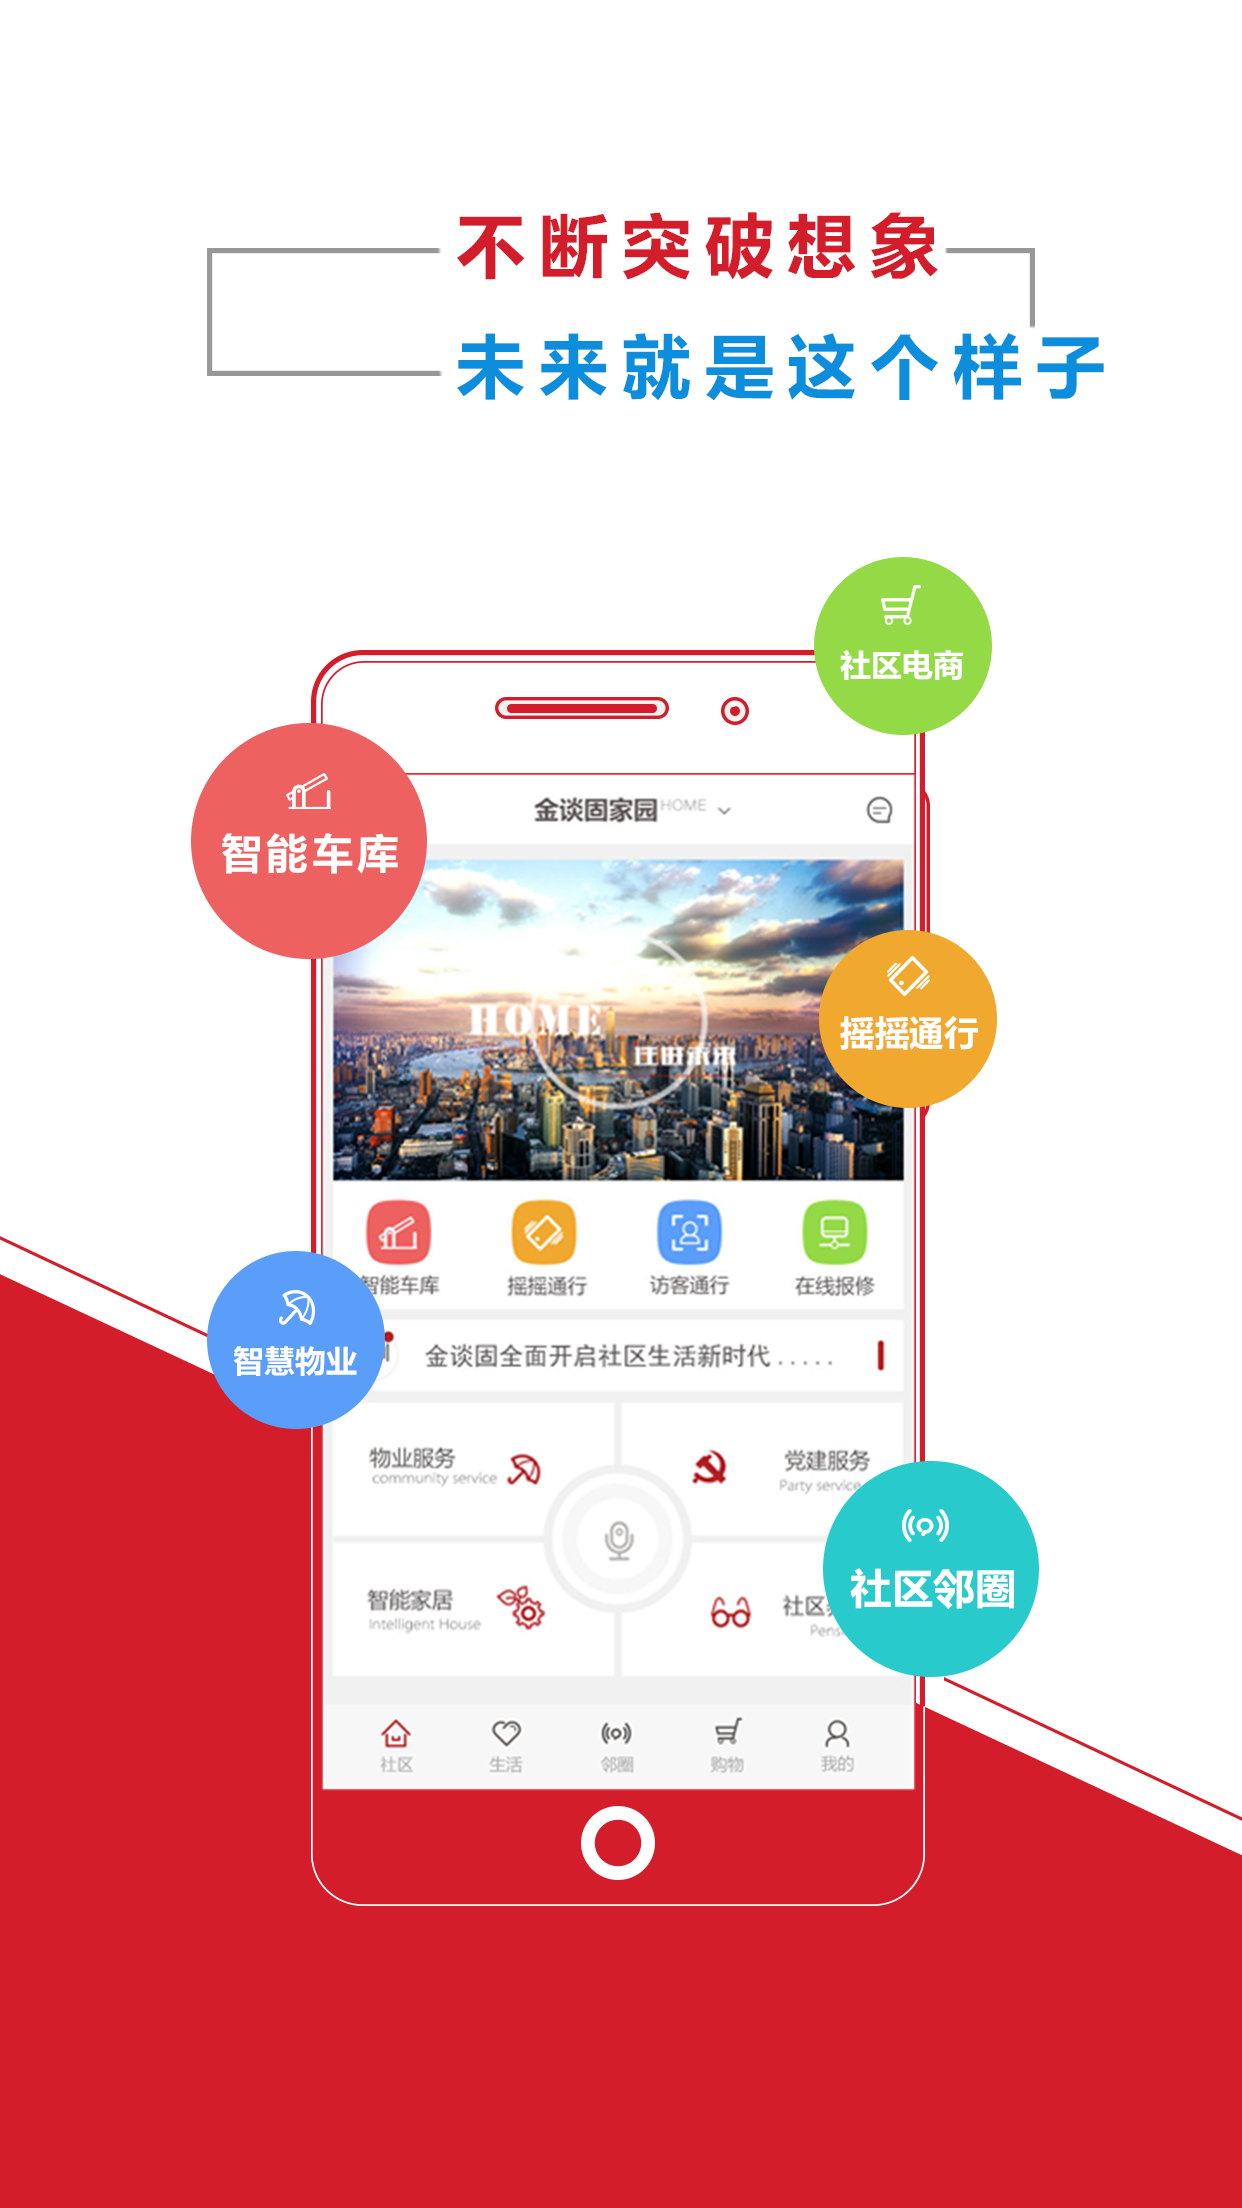 不断突破想象
未来就是这个样子
社区电商
智能车库
金谈固家园HOME
HOME
摇摇通行
智能车库
摇摇通行
访客通行
在线报修
智慧物业
金谈固全面开启社区生活新时代 . . . . .
物业服务
community service
党建服务
Party service
社区邻圈
智能家居
Intelligent House
社区
社区
生活
邻圈
购物
我的